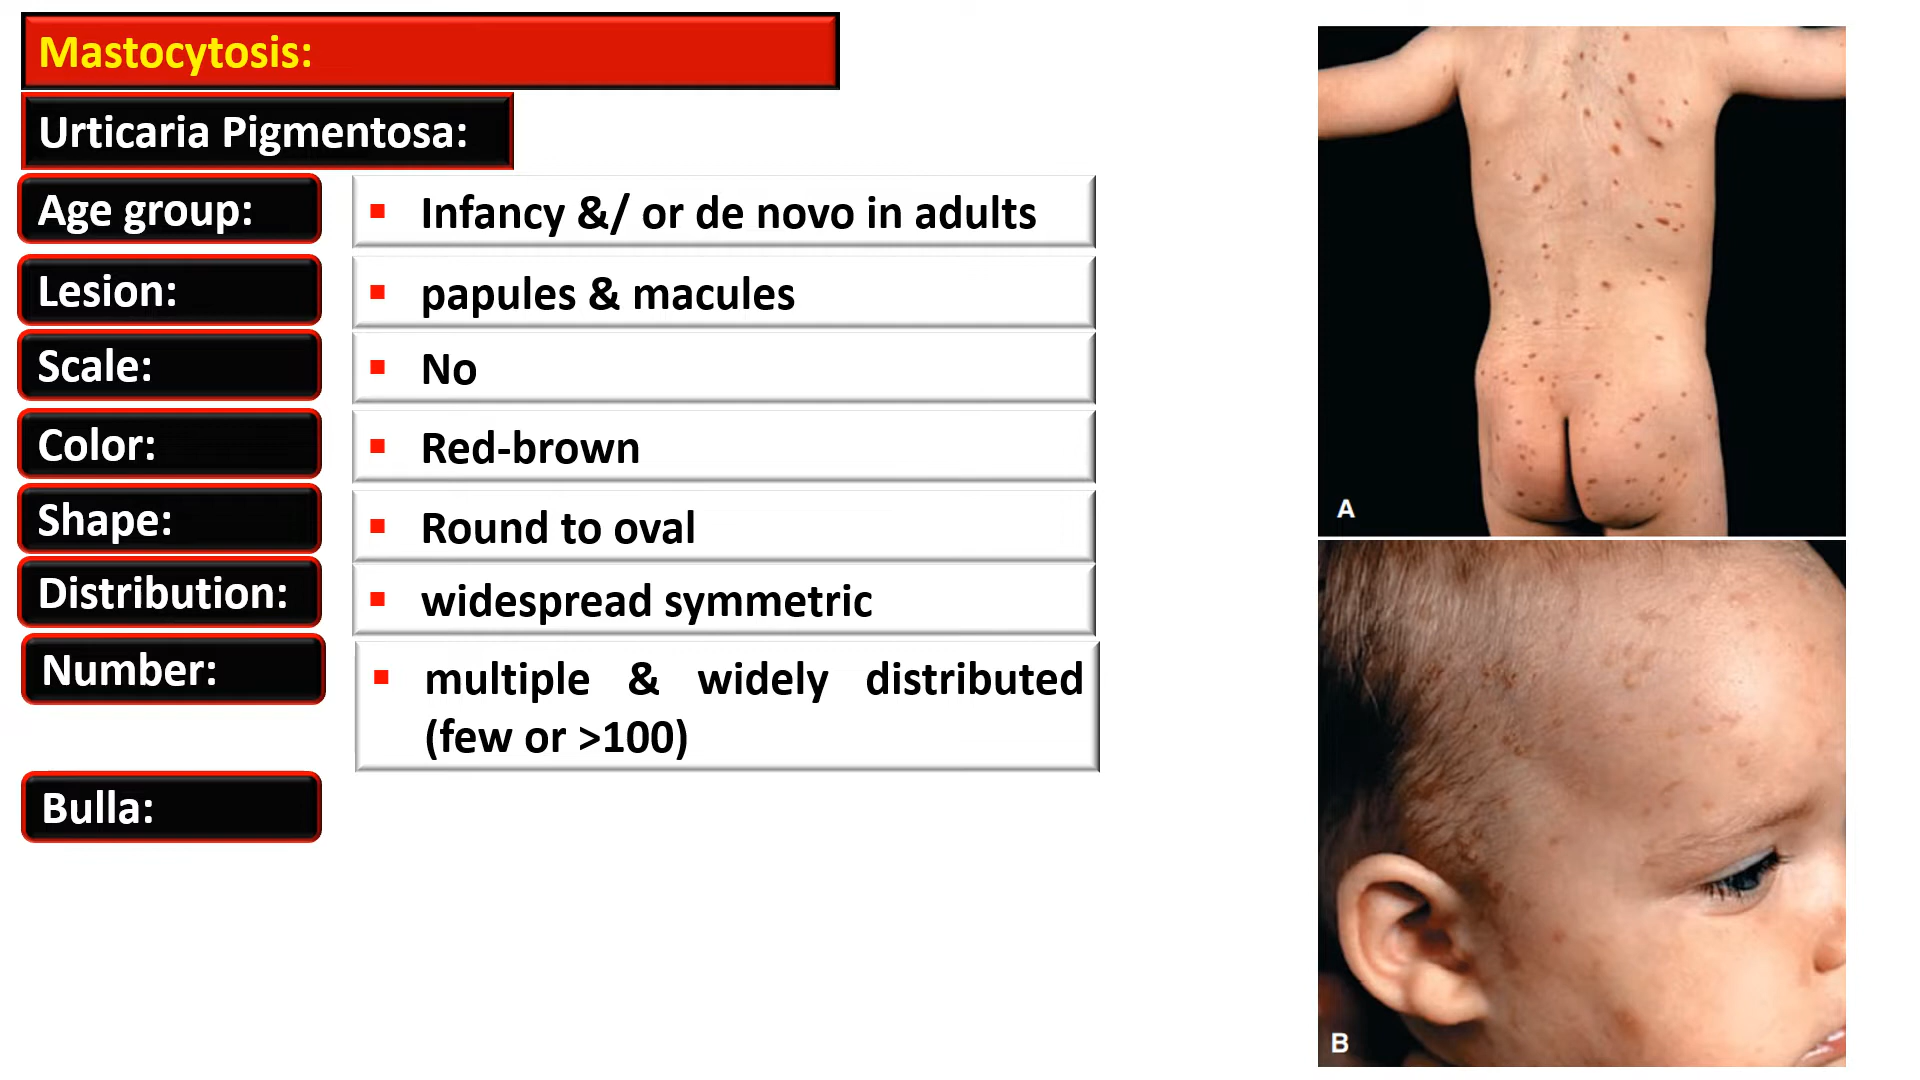 Mastocytosis:
Urticaria Pigmentosa:
Age group:
▪ Infancy &/ or de novo in adults
Lesion:
▪ papules & macules
Scale:
▪ No
Color:
▪ Red-brown
Shape:
▪ Round to oval
Distribution:
▪ widespread symmetric
Number:
▪ multiple & widely distributed
(few or >100)
Bulla:
A
B